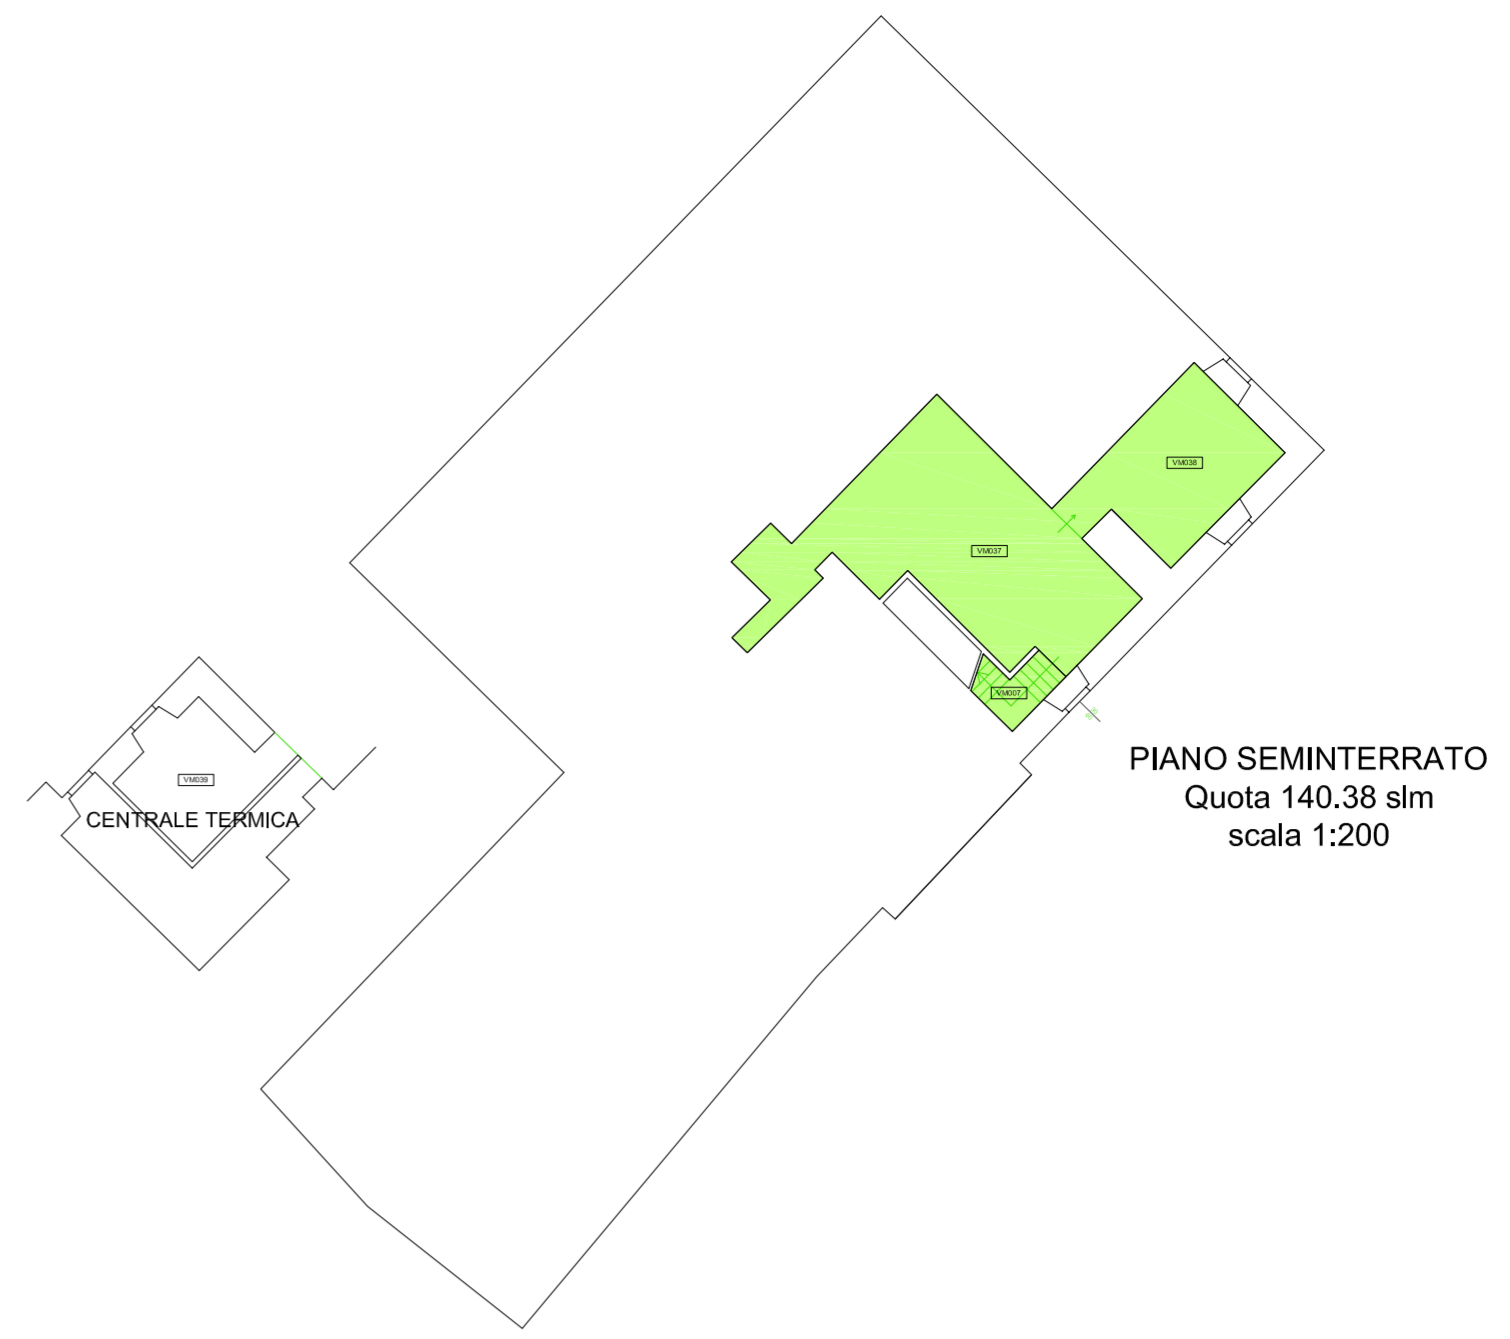 VM038
VM037
VM007
PIANO SEMINTERRATO
Quota 140.38 slm
scala 1:200
VM039
CENTRALE TERMICA